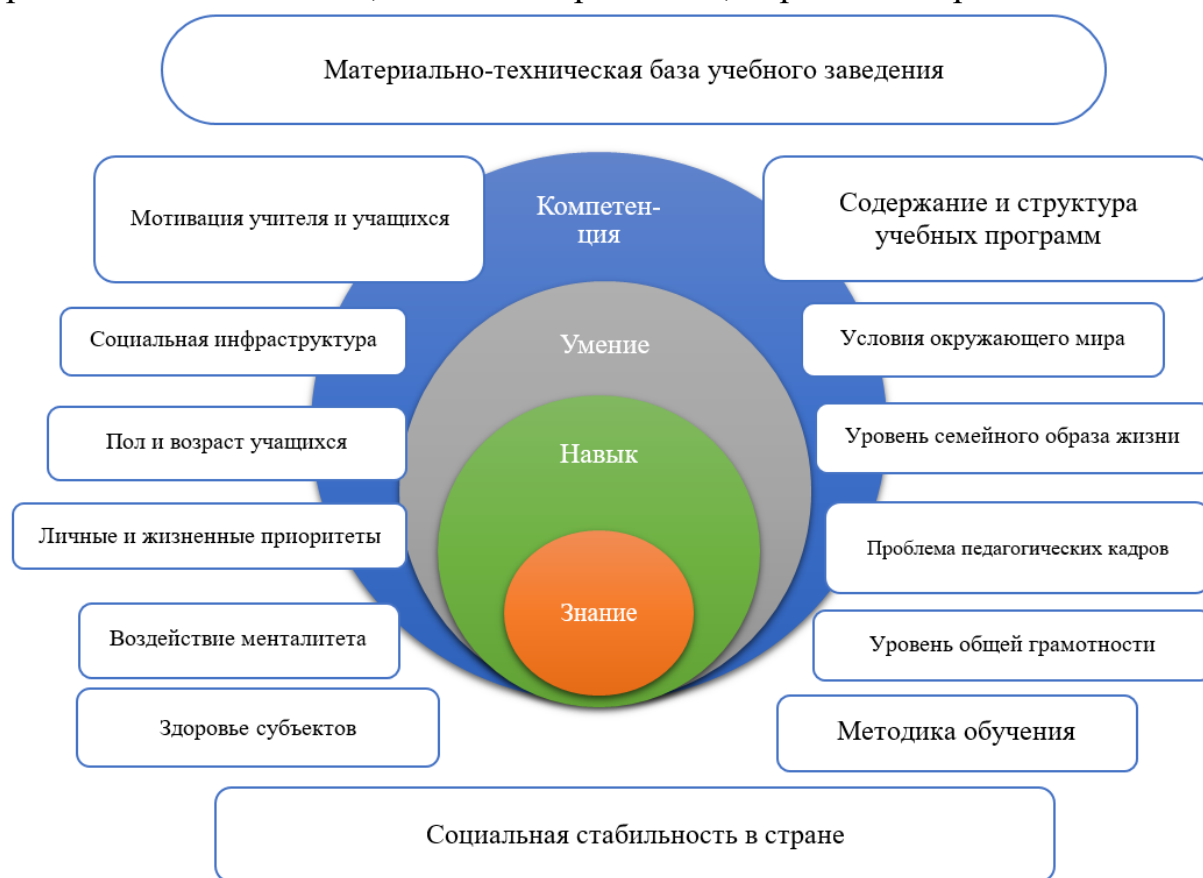 Материально-техническая база учебного заведения
Мотивация учителя и учащихся
Компетен-
ция
Содержание и структура
учебных программ
Социальная инфраструктура
Умение
Условия окружающего мира
Пол и возраст учащихся
Навык
Уровень семейного образа жизни
Личные и жизненные приоритеты
Проблема педагогических кадров
Знание
Воздействие менталитета
Уровень общей грамотности
Здоровье субъектов
Методика обучения
Социальная стабильность в стране